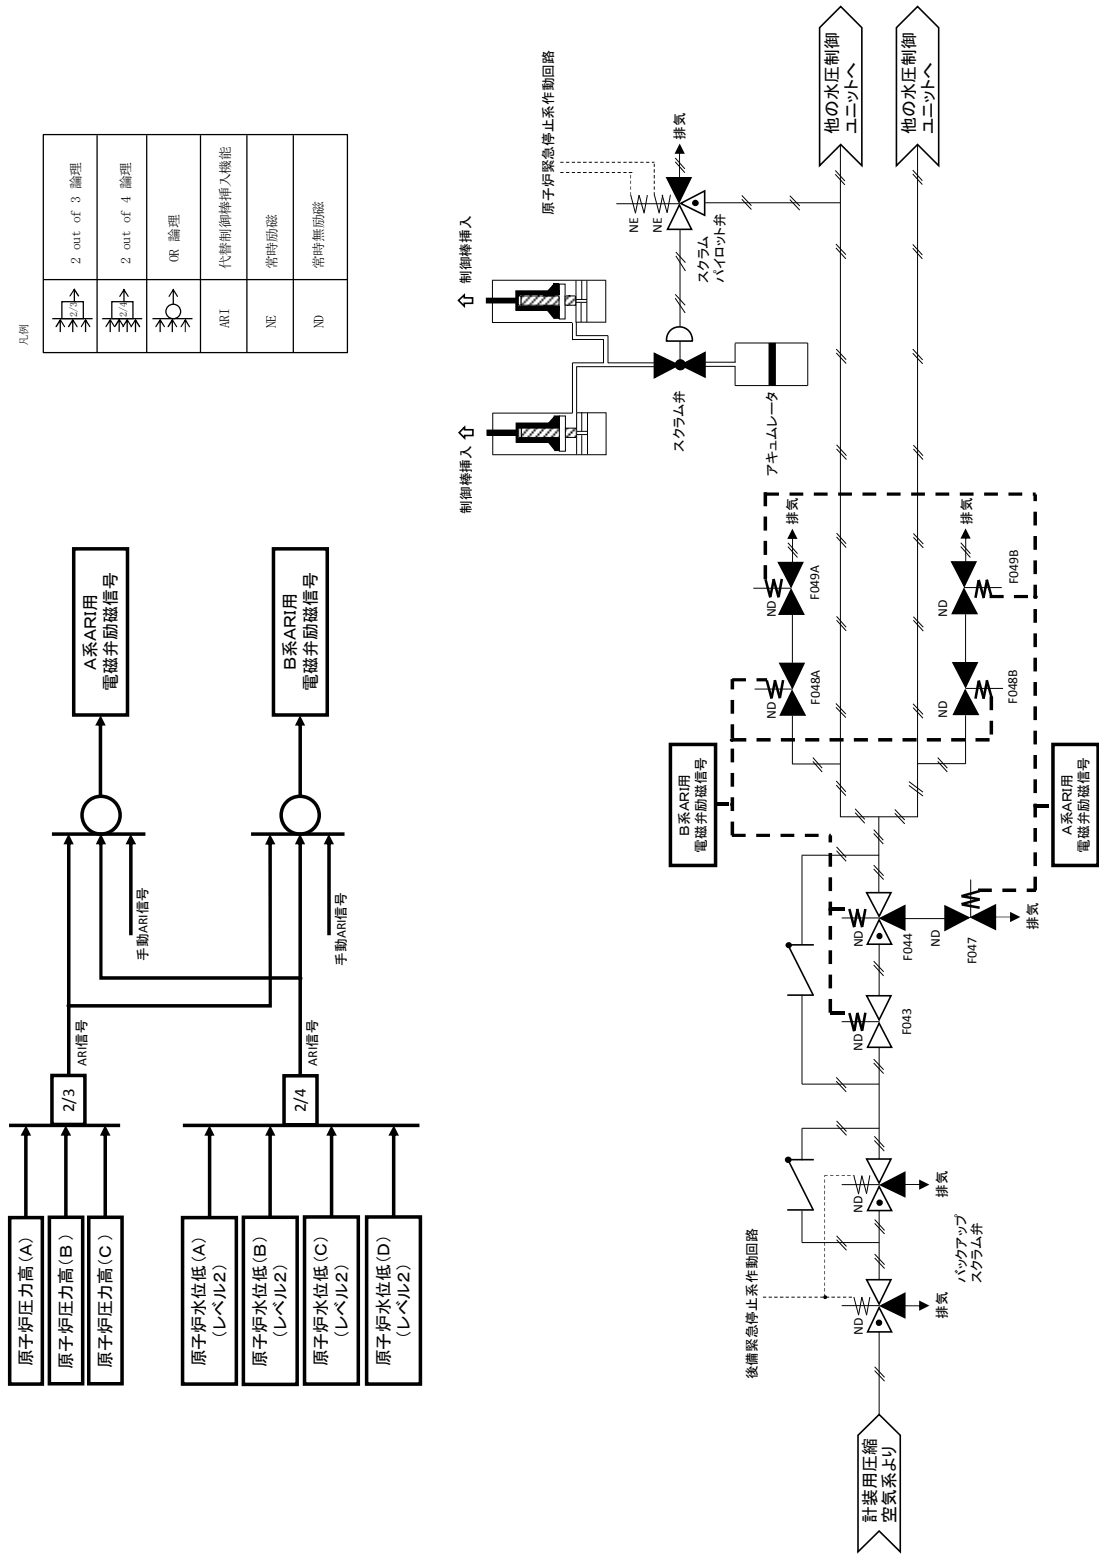 原子炉圧力高(A)
原子炉圧力高(B)
原子炉圧力高(C)
原子炉水位低(A)
(レベル2)
原子炉水位低(B)
(レベル2)
原子炉水位低(C)
(レベル2)
原子炉水位低(D)
(レベル2)
2/3
2/4
ARI信号
ARI信号
手動ARI信号
手動ARI信号
A系ARI用
電磁弁励磁信号
B系ARI用
電磁弁励磁信号
凡例
2/3
2 out of 3 論理
2/4
2 out of 4 論理
OR 論理
ARI
代替制御棒挿入機能
NE
常時励磁
ND
常時無励磁
計装用圧縮
空気系より
後備緊急停止系作動回路
ND
排気
ND
排気
バックアップ
スクラム弁
ND
F043
ND
F044
ND
F047
排気
B系ARI用
電磁弁励磁信号
A系ARI用
電磁弁励磁信号
ND
F048A
ND
F049A
排気
ND
F048B
ND
F049B
排気
制御棒挿入
制御棒挿入
スクラム弁
アキュムレータ
原子炉緊急停止系作動回路
NE
NE
排気
スクラム
パイロット弁
他の水圧制御
ユニットへ
他の水圧制御
ユニットへ